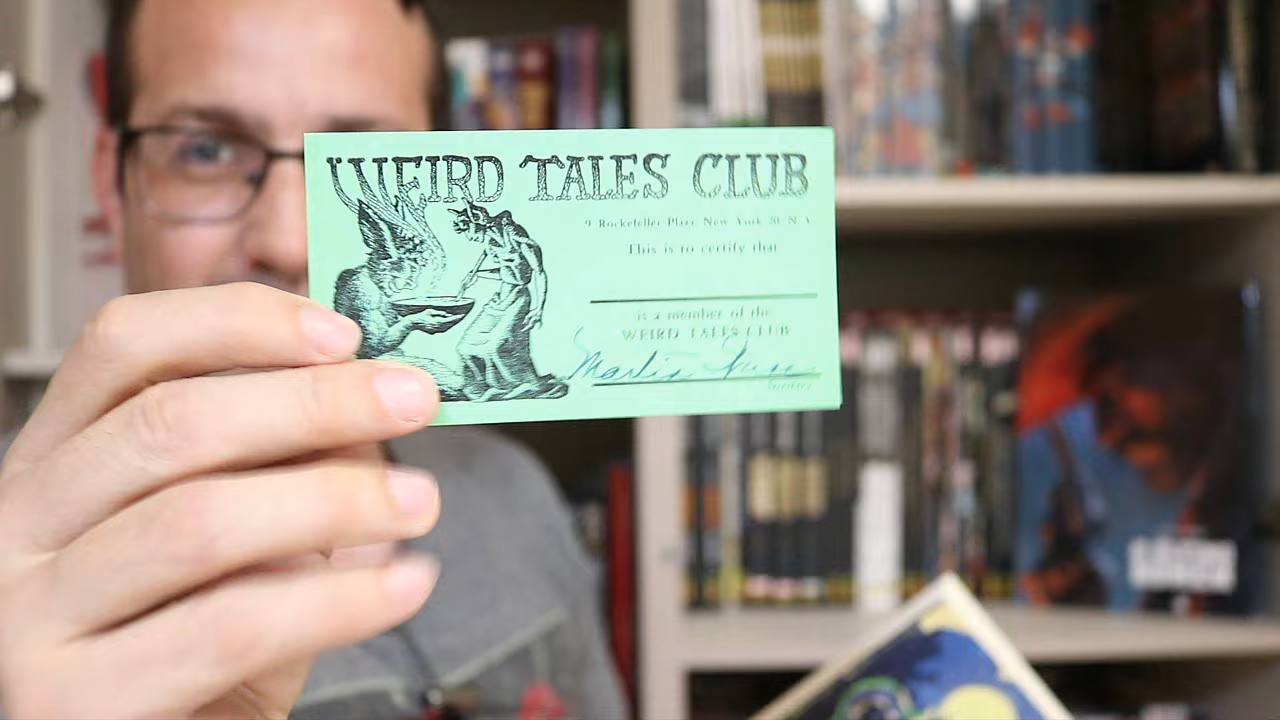 WEIRD TALES CLUB
9 Rockefeller Plaza, New York 20, N. Y.
This is to certify that
is a member of the
WEIRD TALES CLUB
Martin
Secretary